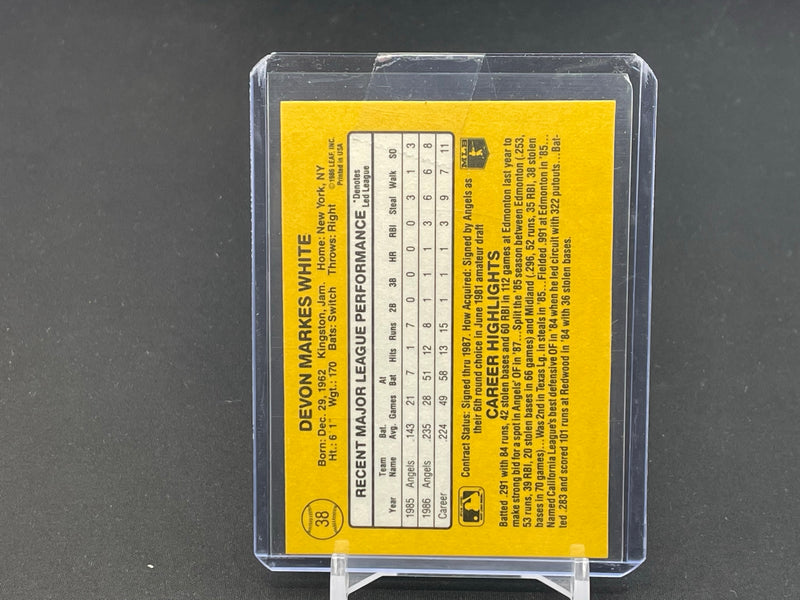 38
DEVON MARKES WHITE
© 1986 LEAF, INC.
Printed in USA
Born: Dec. 29, 1962 Kingston, Jam. Home: New York, NY
Ht.: 6' 1" Wgt.: 170 Bats: Switch Throws: Right
RECENT MAJOR LEAGUE PERFORMANCE
*Denotes
Led League
Team Bat. At
Year Name Avg. Games Bat Hits Runs 2B 3B HR RBI Steal Walk SO
1985 Angels .143 21 7 1 7 0 0 0 0 3 1 3
1986 Angels .235 28 51 12 8 1 1 1 3 6 6 8
Career .224 49 58 13 15 1 1 1 3 9 7 11
Contract Status: Signed thru 1987. How Acquired: Signed by Angels as
their 6th round choice in June 1981 amateur draft
MLB
CAREER HIGHLIGHTS
Batted .291 with 84 runs, 42 stolen bases and 60 RBI in 112 games at Edmonton last year to
make strong bid for a spot in Angels' OF in '87...Split the '85 season between Edmonton (.253,
53 runs, 39 RBI, 20 stolen bases in 66 games) and Midland (.296, 52 runs, 35 RBI, 38 stolen
bases in 70 games)...Was 2nd in Texas Lg. in steals in '85...Fielded .991 at Edmonton in '85...
Named California League's best defensive OF in '84 when he led circuit with 322 putouts...Bat-
ted .283 and scored 101 runs at Redwood in '84 with 36 stolen bases.